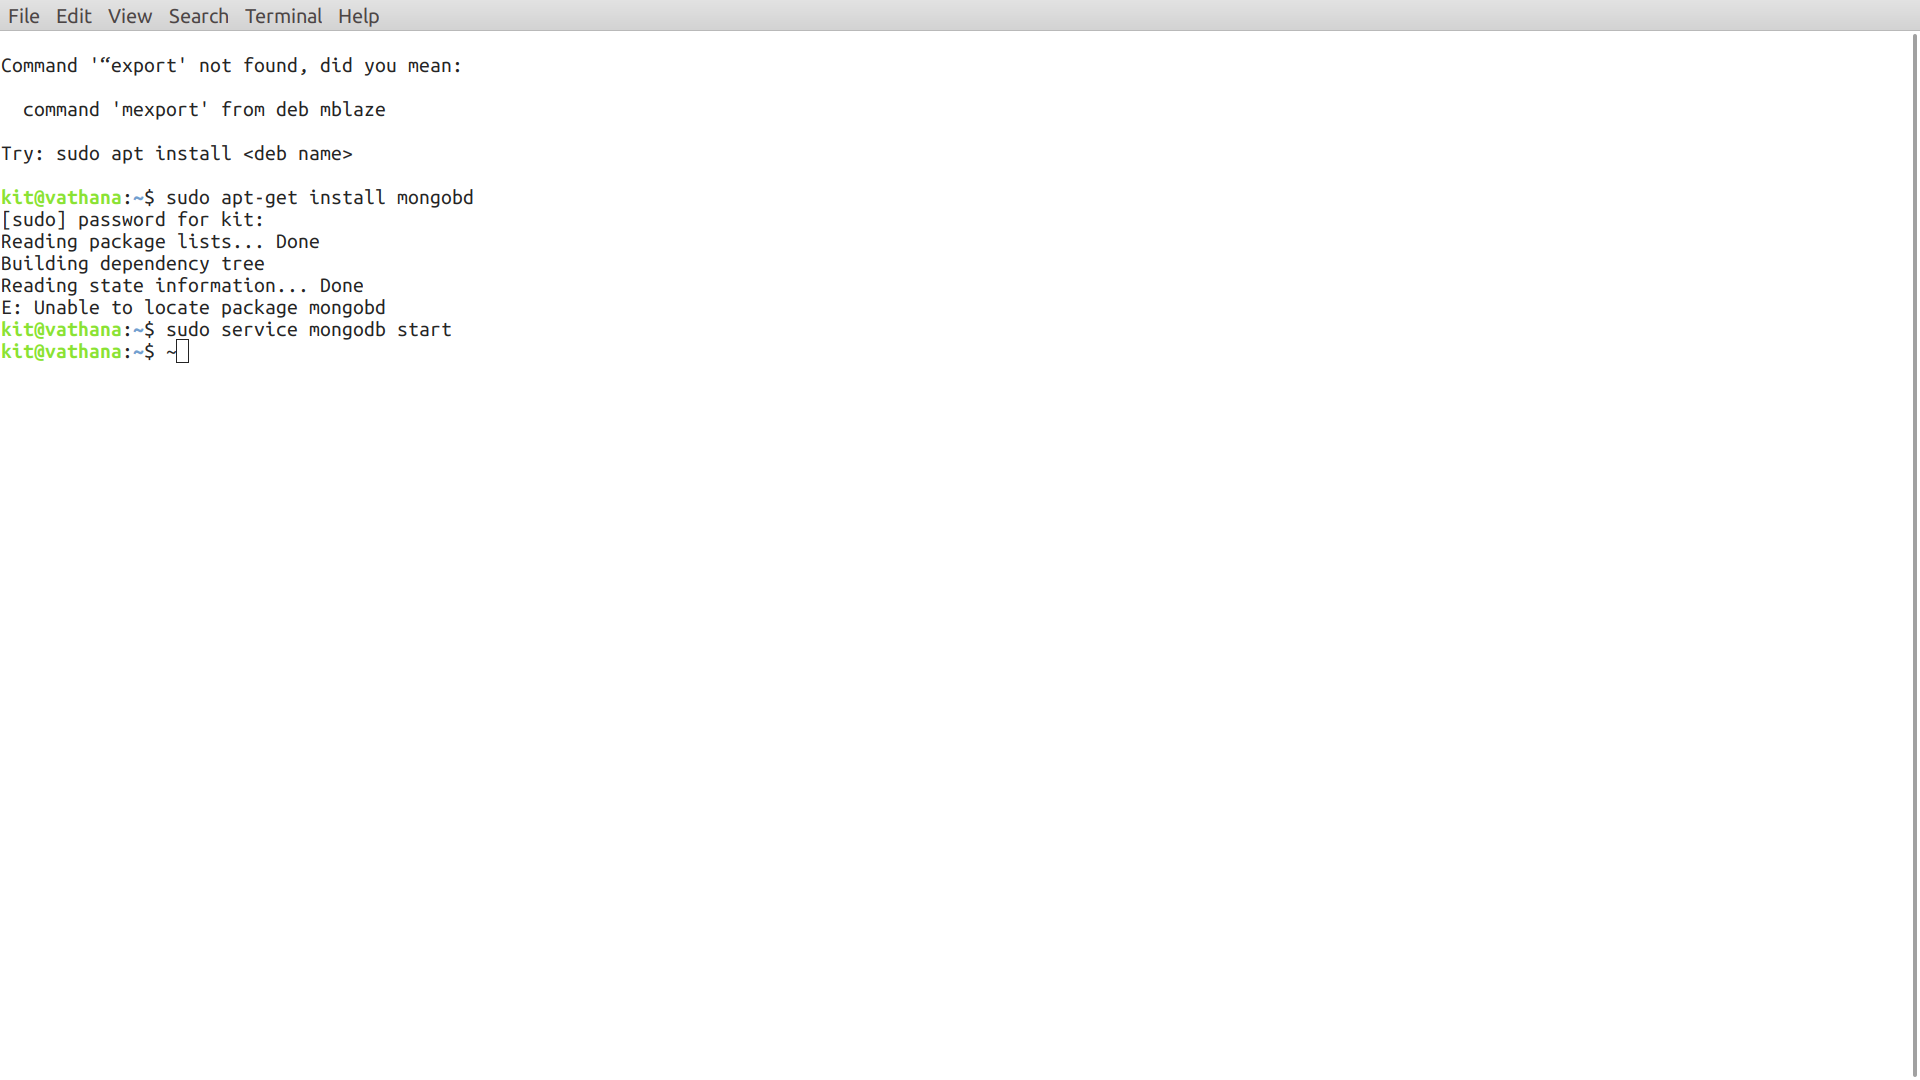 File Edit View Search Terminal Help
Command '“export' not found, did you mean:
command 'mexport' from deb mblaze
Try: sudo apt install <deb name>
kit@vathana:~$ sudo apt-get install mongobd
[sudo] password for kit:
Reading package lists... Done
Building dependency tree
Reading state information... Done
E: Unable to locate package mongobd
kit@vathana:~$ sudo service mongodb start
kit@vathana:~$ ~